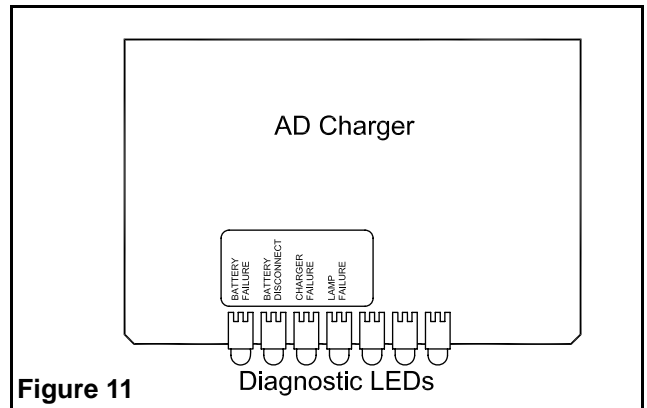 AD Charger
BATTERY
FAILURE
BATTERY
DISCONNECT
CHARGER
FAILURE
LAMP
FAILURE
Diagnostic LEDs
Figure 11